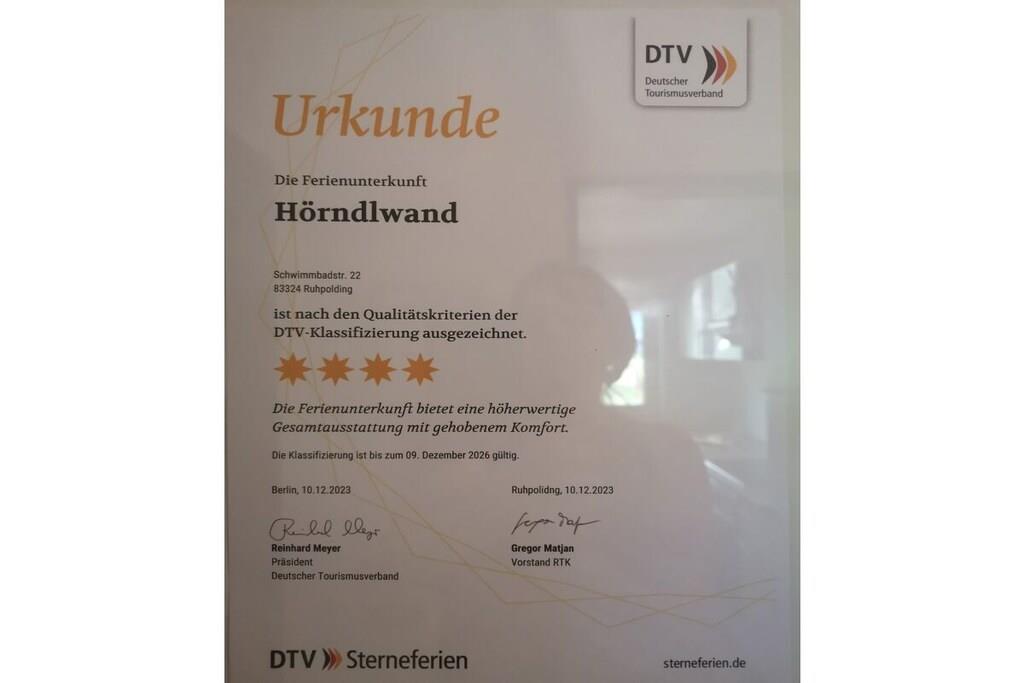 DTV
Deutscher
Tourismusverband
Urkunde
Die Ferienunterkunft
Hörndlwand
Schwimmbadstr. 22
83324 Ruhpolding
ist nach den Qualitätskriterien der
DTV-Klassifizierung ausgezeichnet.
Die Ferienunterkunft bietet eine höherwertige
Gesamtausstattung mit gehobenem Komfort.
Die Klassifizierung ist bis zum 09. Dezember 2026 gültig.
Berlin, 10.12.2023
Reinhard Meyer
Präsident
Deutscher Tourismusverband
Ruhpolidng, 10.12.2023
Gregor Matjan
Vorstand RTK
DTV Sterneferien
sterneferien.de